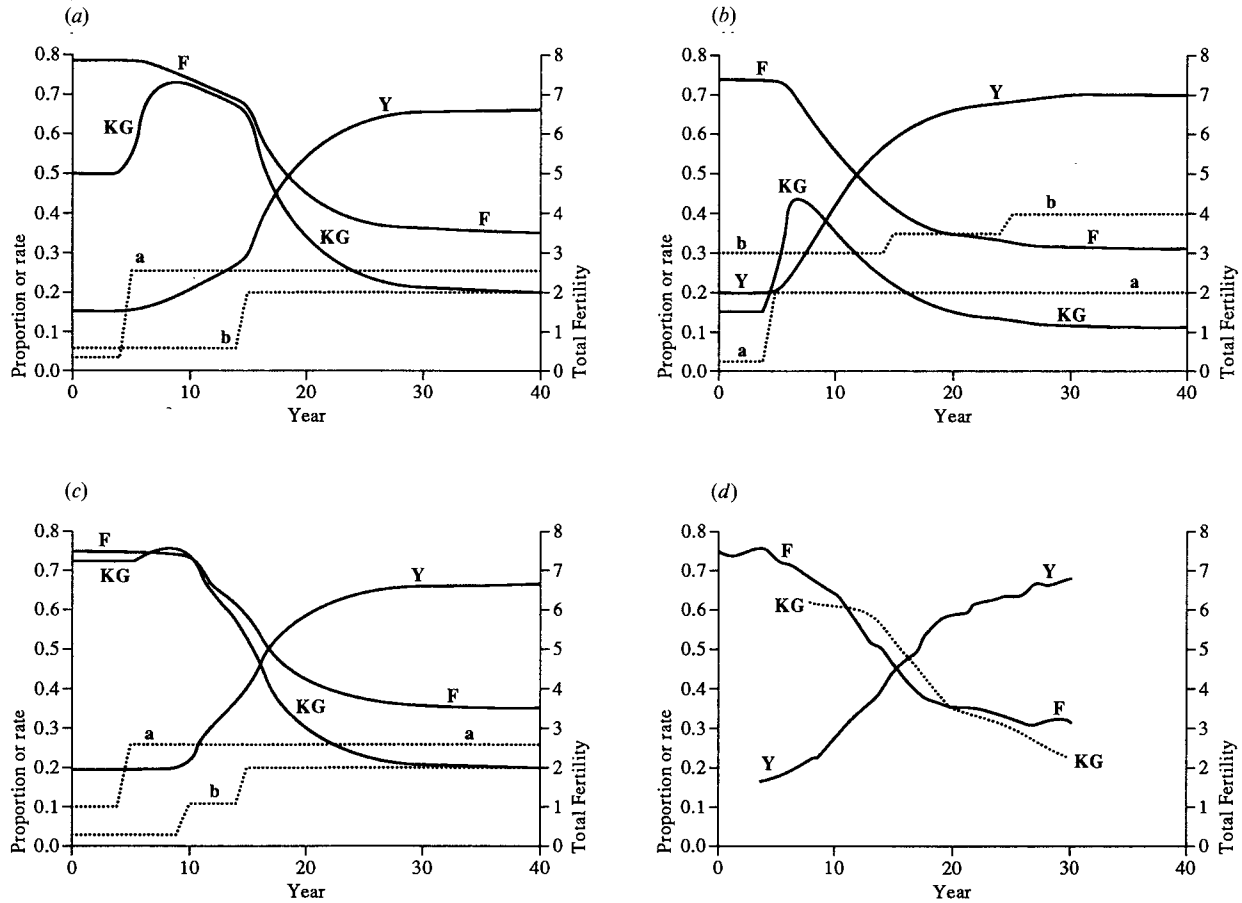 (a)
Proportion or rate
0.8
0.7
0.6
0.5
0.4
0.3
0.2
0.1
0.0
F
KG
Y
F
KG
a
b
8
7
6
5
4
3
2
1
0
Total Fertility
0 10 20 30 40
Year
(b)
Proportion or rate
0.8
0.7
0.6
0.5
0.4
0.3
0.2
0.1
0.0
F
Y
KG
b
b
F
Y
a
KG
a
8
7
6
5
4
3
2
1
0
Total Fertility
0 10 20 30 40
Year
(c)
Proportion or rate
0.8
0.7
0.6
0.5
0.4
0.3
0.2
0.1
0.0
F
KG
Y
F
KG
a a
b
8
7
6
5
4
3
2
1
0
Total Fertility
0 10 20 30 40
Year
(d)
Proportion or rate
0.8
0.7
0.6
0.5
0.4
0.3
0.2
0.1
0.0
F
Y
KG
F
Y
KG
8
7
6
5
4
3
2
1
0
Total Fertility
0 10 20 30 40
Year